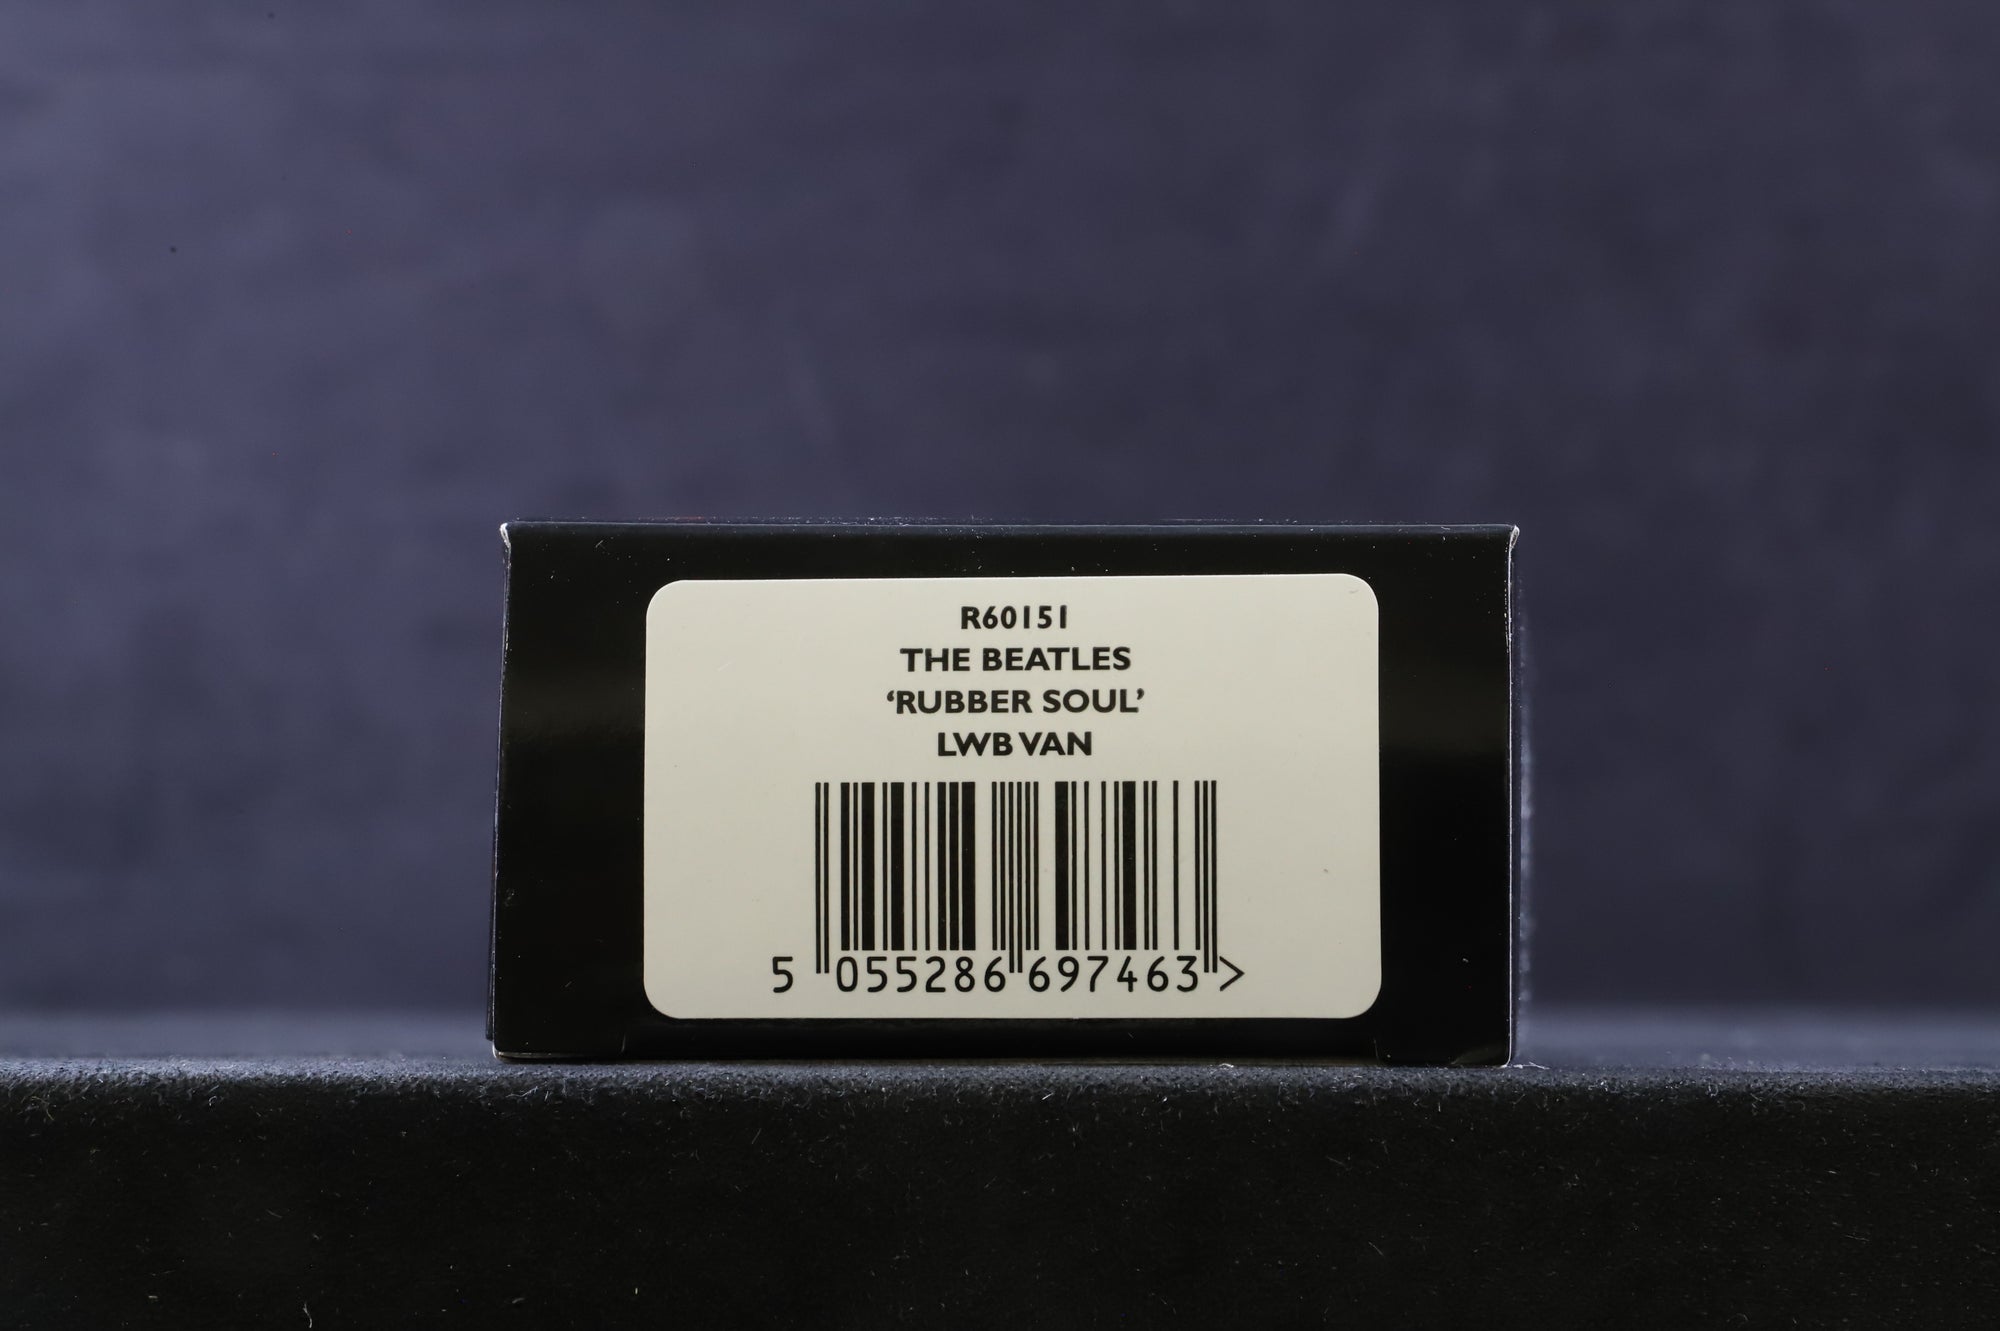 R60151
THE BEATLES
‘RUBBER SOUL’
LWB VAN
5 055286 697463 >